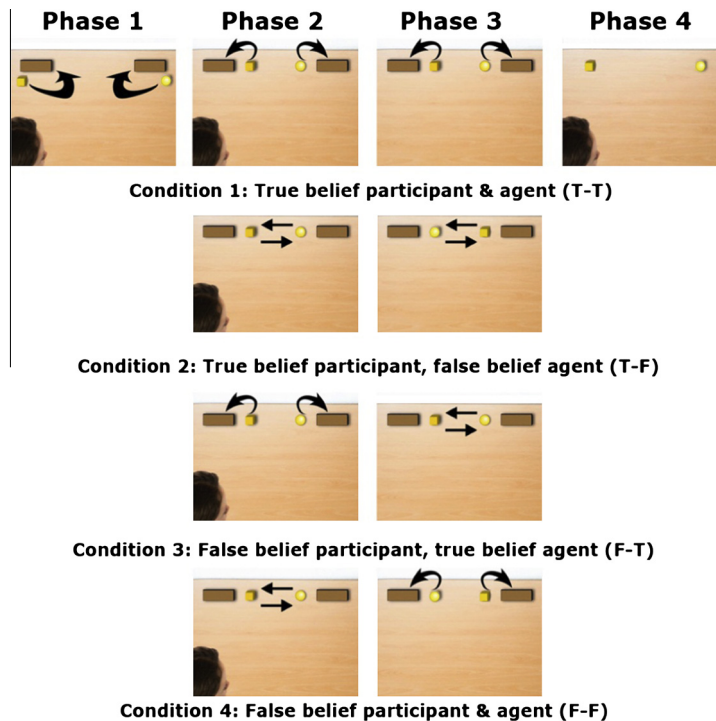 Phase 1 Phase 2 Phase 3 Phase 4
Condition 1: True belief participant & agent (T-T)
Condition 2: True belief participant, false belief agent (T-F)
Condition 3: False belief participant, true belief agent (F-T)
Condition 4: False belief participant & agent (F-F)